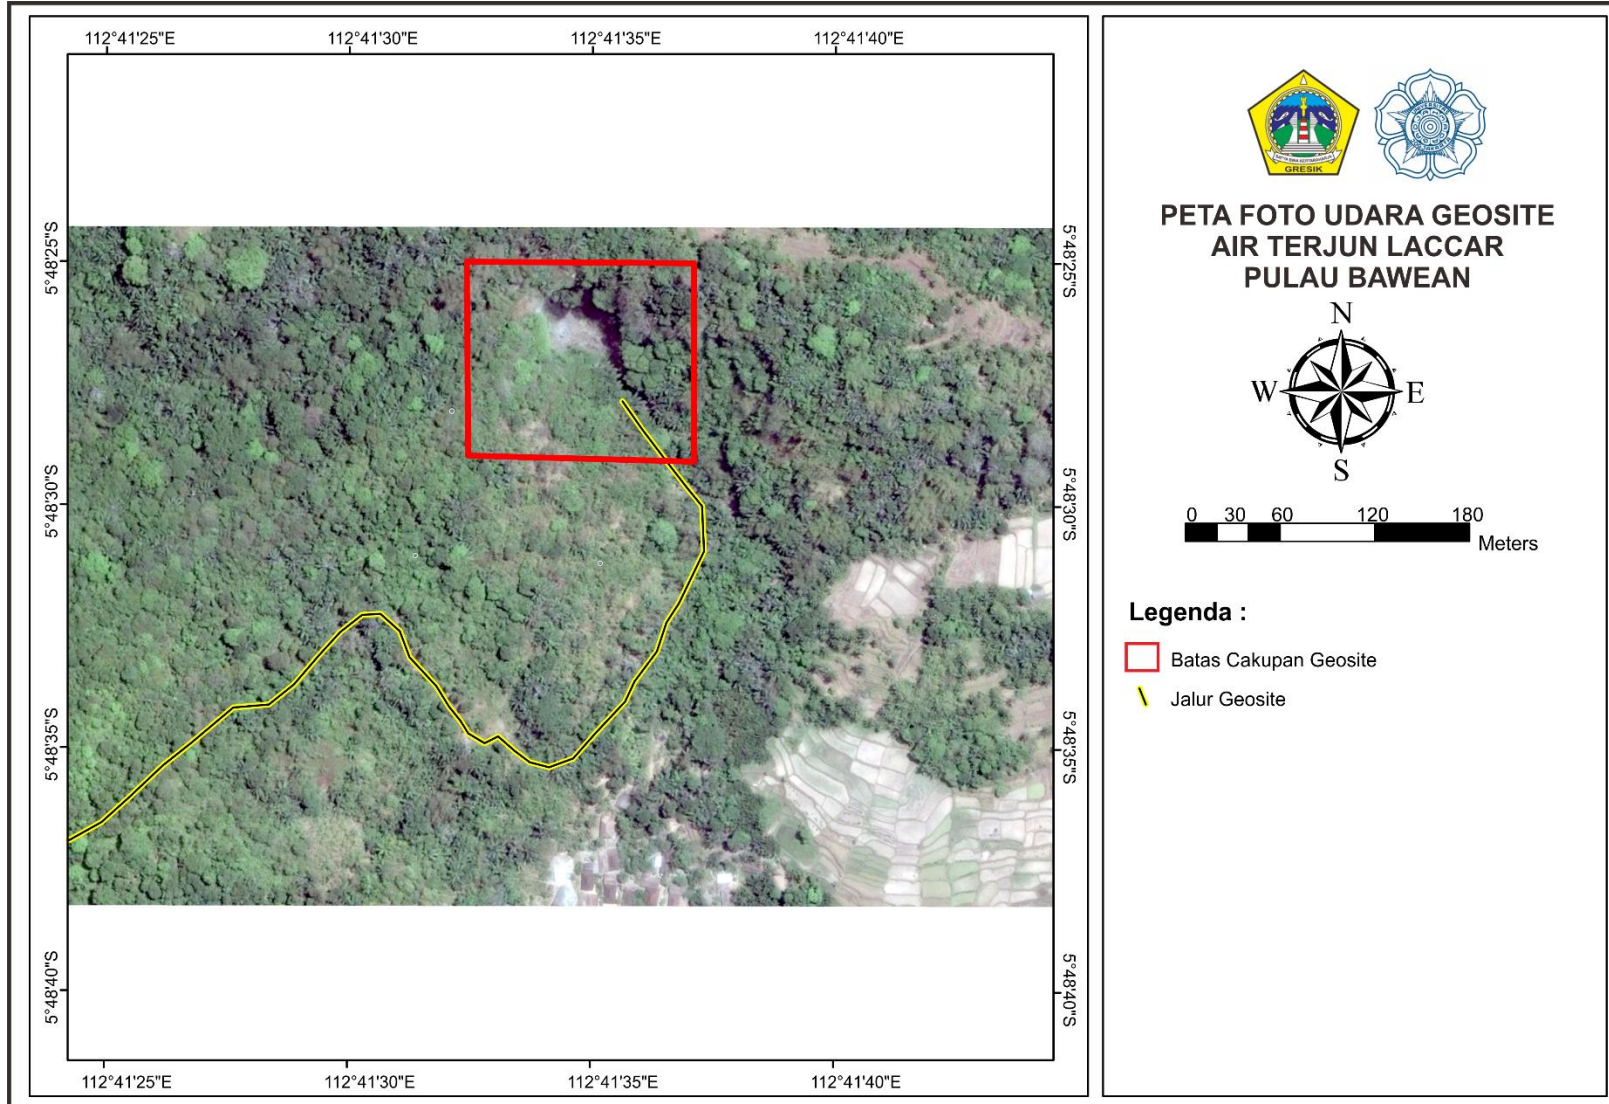 112°41'25"E 112°41'30"E 112°41'35"E 112°41'40"E
5°48'25"S
5°48'30"S
5°48'35"S
5°48'40"S
5°48'25"S
5°48'30"S
5°48'35"S
5°48'40"S
112°41'25"E 112°41'30"E 112°41'35"E 112°41'40"E
GRESIK
PETA FOTO UDARA GEOSITE
AIR TERJUN LACCAR
PULAU BAWEAN
N
W E
S
0 30 60 120 180
Meters
Legenda :
Batas Cakupan Geosite
Jalur Geosite